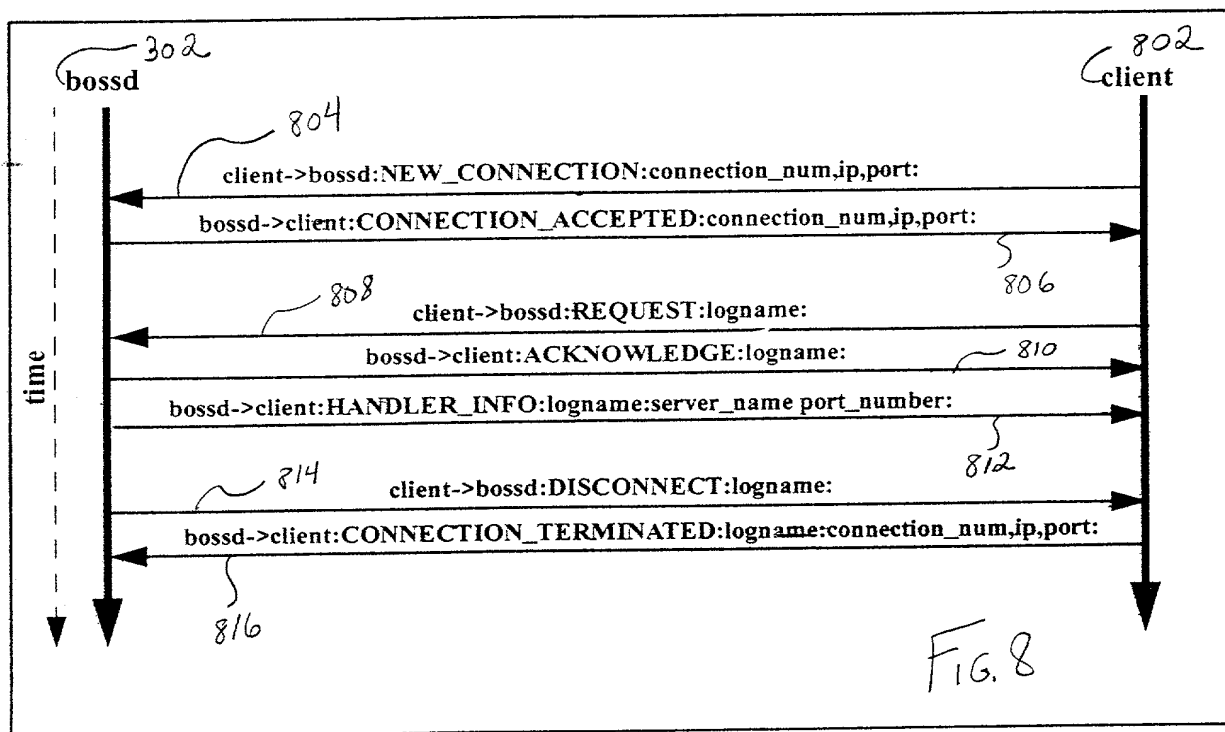 302
802
bossd
client
804
client->bossd:NEW_CONNECTION:connection_num,ip,port:
bossd->client:CONNECTION_ACCEPTED:connection_num,ip,port:
806
808
client->bossd:REQUEST:logname:
bossd->client:ACKNOWLEDGE:logname:
810
time
bossd->client:HANDLER_INFO:logname:server_name port_number:
812
814
client->bossd:DISCONNECT:logname:
bossd->client:CONNECTION_TERMINATED:logname:connection_num,ip,port:
816
FIG. 8